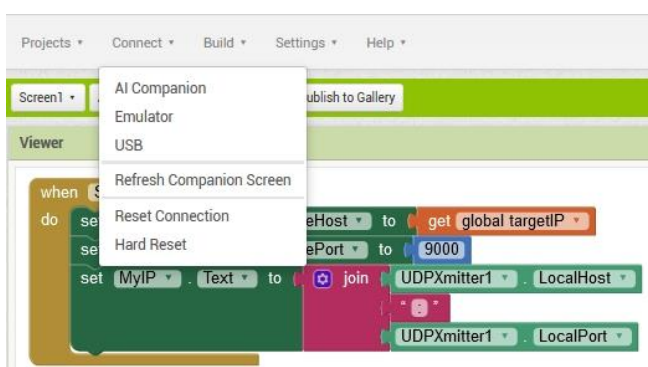 Projects Connect Build Settings Help
AI Companion
Emulator
USB
Refresh Companion Screen
Reset Connection
Hard Reset
Screen1 ublish to Gallery
Viewer
when
do se eHost to get global targetIP
se ePort to 9000
set MyIP . Text to join UDPXmitter1 . LocalHost
" : "
UDPXmitter1 . LocalPort